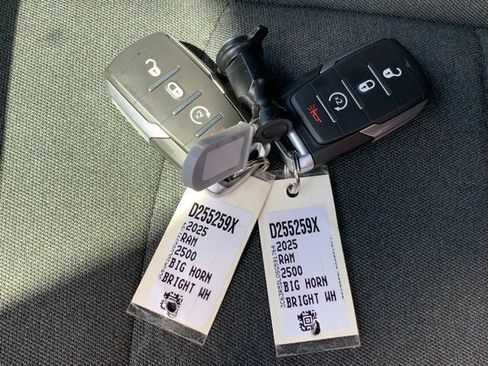 D255259X
2025
RAM
2500
BIG HORN
BRIGHT WH
D255259X
2025
RAM
2500
BIG HORN
BRIGHT WH